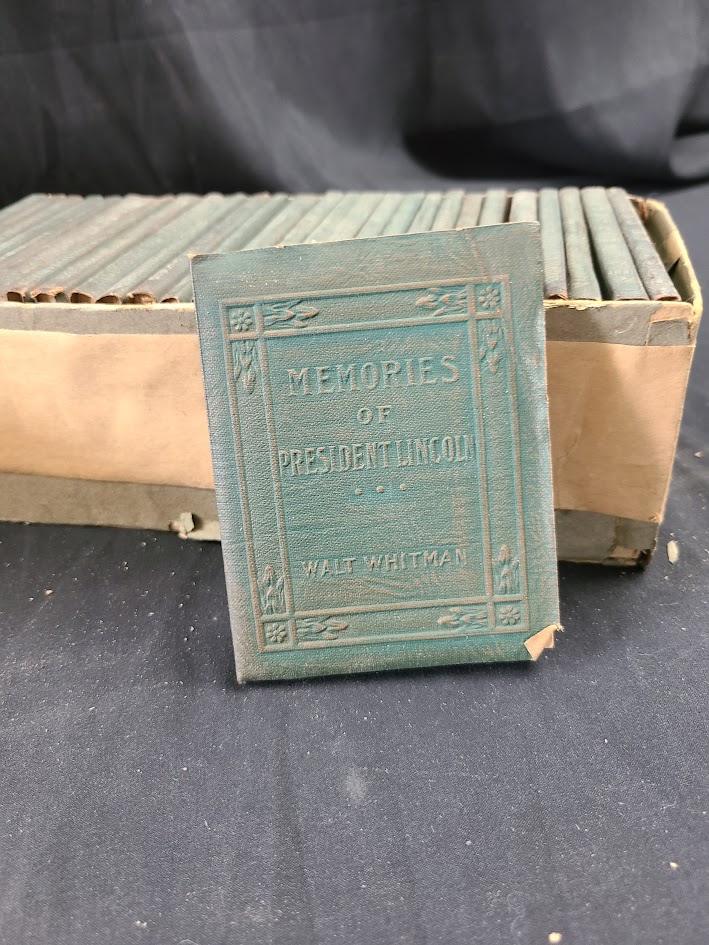 MEMORIES
OF
PRESIDENT LINCOLN
WALT WHITMAN